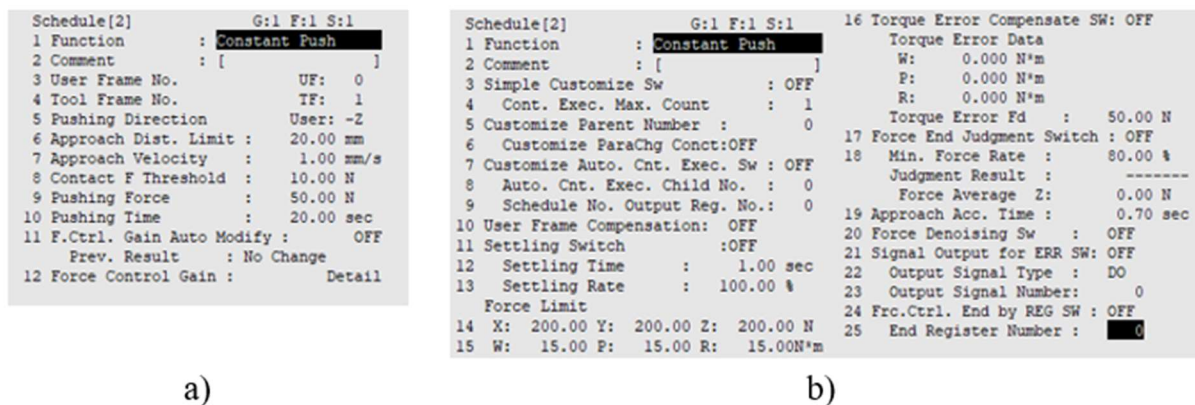 Schedule[2] G:1 F:1 S:1
1 Function : Constant Push
2 Comment : [ ]
3 User Frame No. UF: 0
4 Tool Frame No. TF: 1
5 Pushing Direction User: -Z
6 Approach Dist. Limit : 20.00 mm
7 Approach Velocity : 1.00 mm/s
8 Contact F Threshold : 10.00 N
9 Pushing Force : 50.00 N
10 Pushing Time : 20.00 sec
11 F.Ctrl. Gain Auto Modify : OFF
Prev. Result : No Change
12 Force Control Gain : Detail
a)
Schedule[2] G:1 F:1 S:1
1 Function : Constant Push
2 Comment : [ ]
3 Simple Customize Sw : OFF
4 Cont. Exec. Max. Count : 1
5 Customize Parent Number : 0
6 Customize ParaChg Conct:OFF
7 Customize Auto. Cnt. Exec. Sw : OFF
8 Auto. Cnt. Exec. Child No. : 0
9 Schedule No. Output Reg. No.: 0
10 User Frame Compensation: OFF
11 Settling Switch :OFF
12 Settling Time : 1.00 sec
13 Settling Rate : 100.00 %
Force Limit
14 X: 200.00 Y: 200.00 Z: 200.00 N
15 W: 15.00 P: 15.00 R: 15.00N*m
16 Torque Error Compensate SW: OFF
Torque Error Data
W: 0.000 N*m
P: 0.000 N*m
R: 0.000 N*m
Torque Error Fd : 50.00 N
17 Force End Judgment Switch : OFF
18 Min. Force Rate : 80.00 %
Judgment Result : -------
Force Average Z: 0.00 N
19 Approach Acc. Time : 0.70 sec
20 Force Denoising Sw : OFF
21 Signal Output for ERR SW: OFF
22 Output Signal Type : DO
23 Output Signal Number: 0
24 Frc.Ctrl. End by REG SW : OFF
25 End Register Number : 0
b)